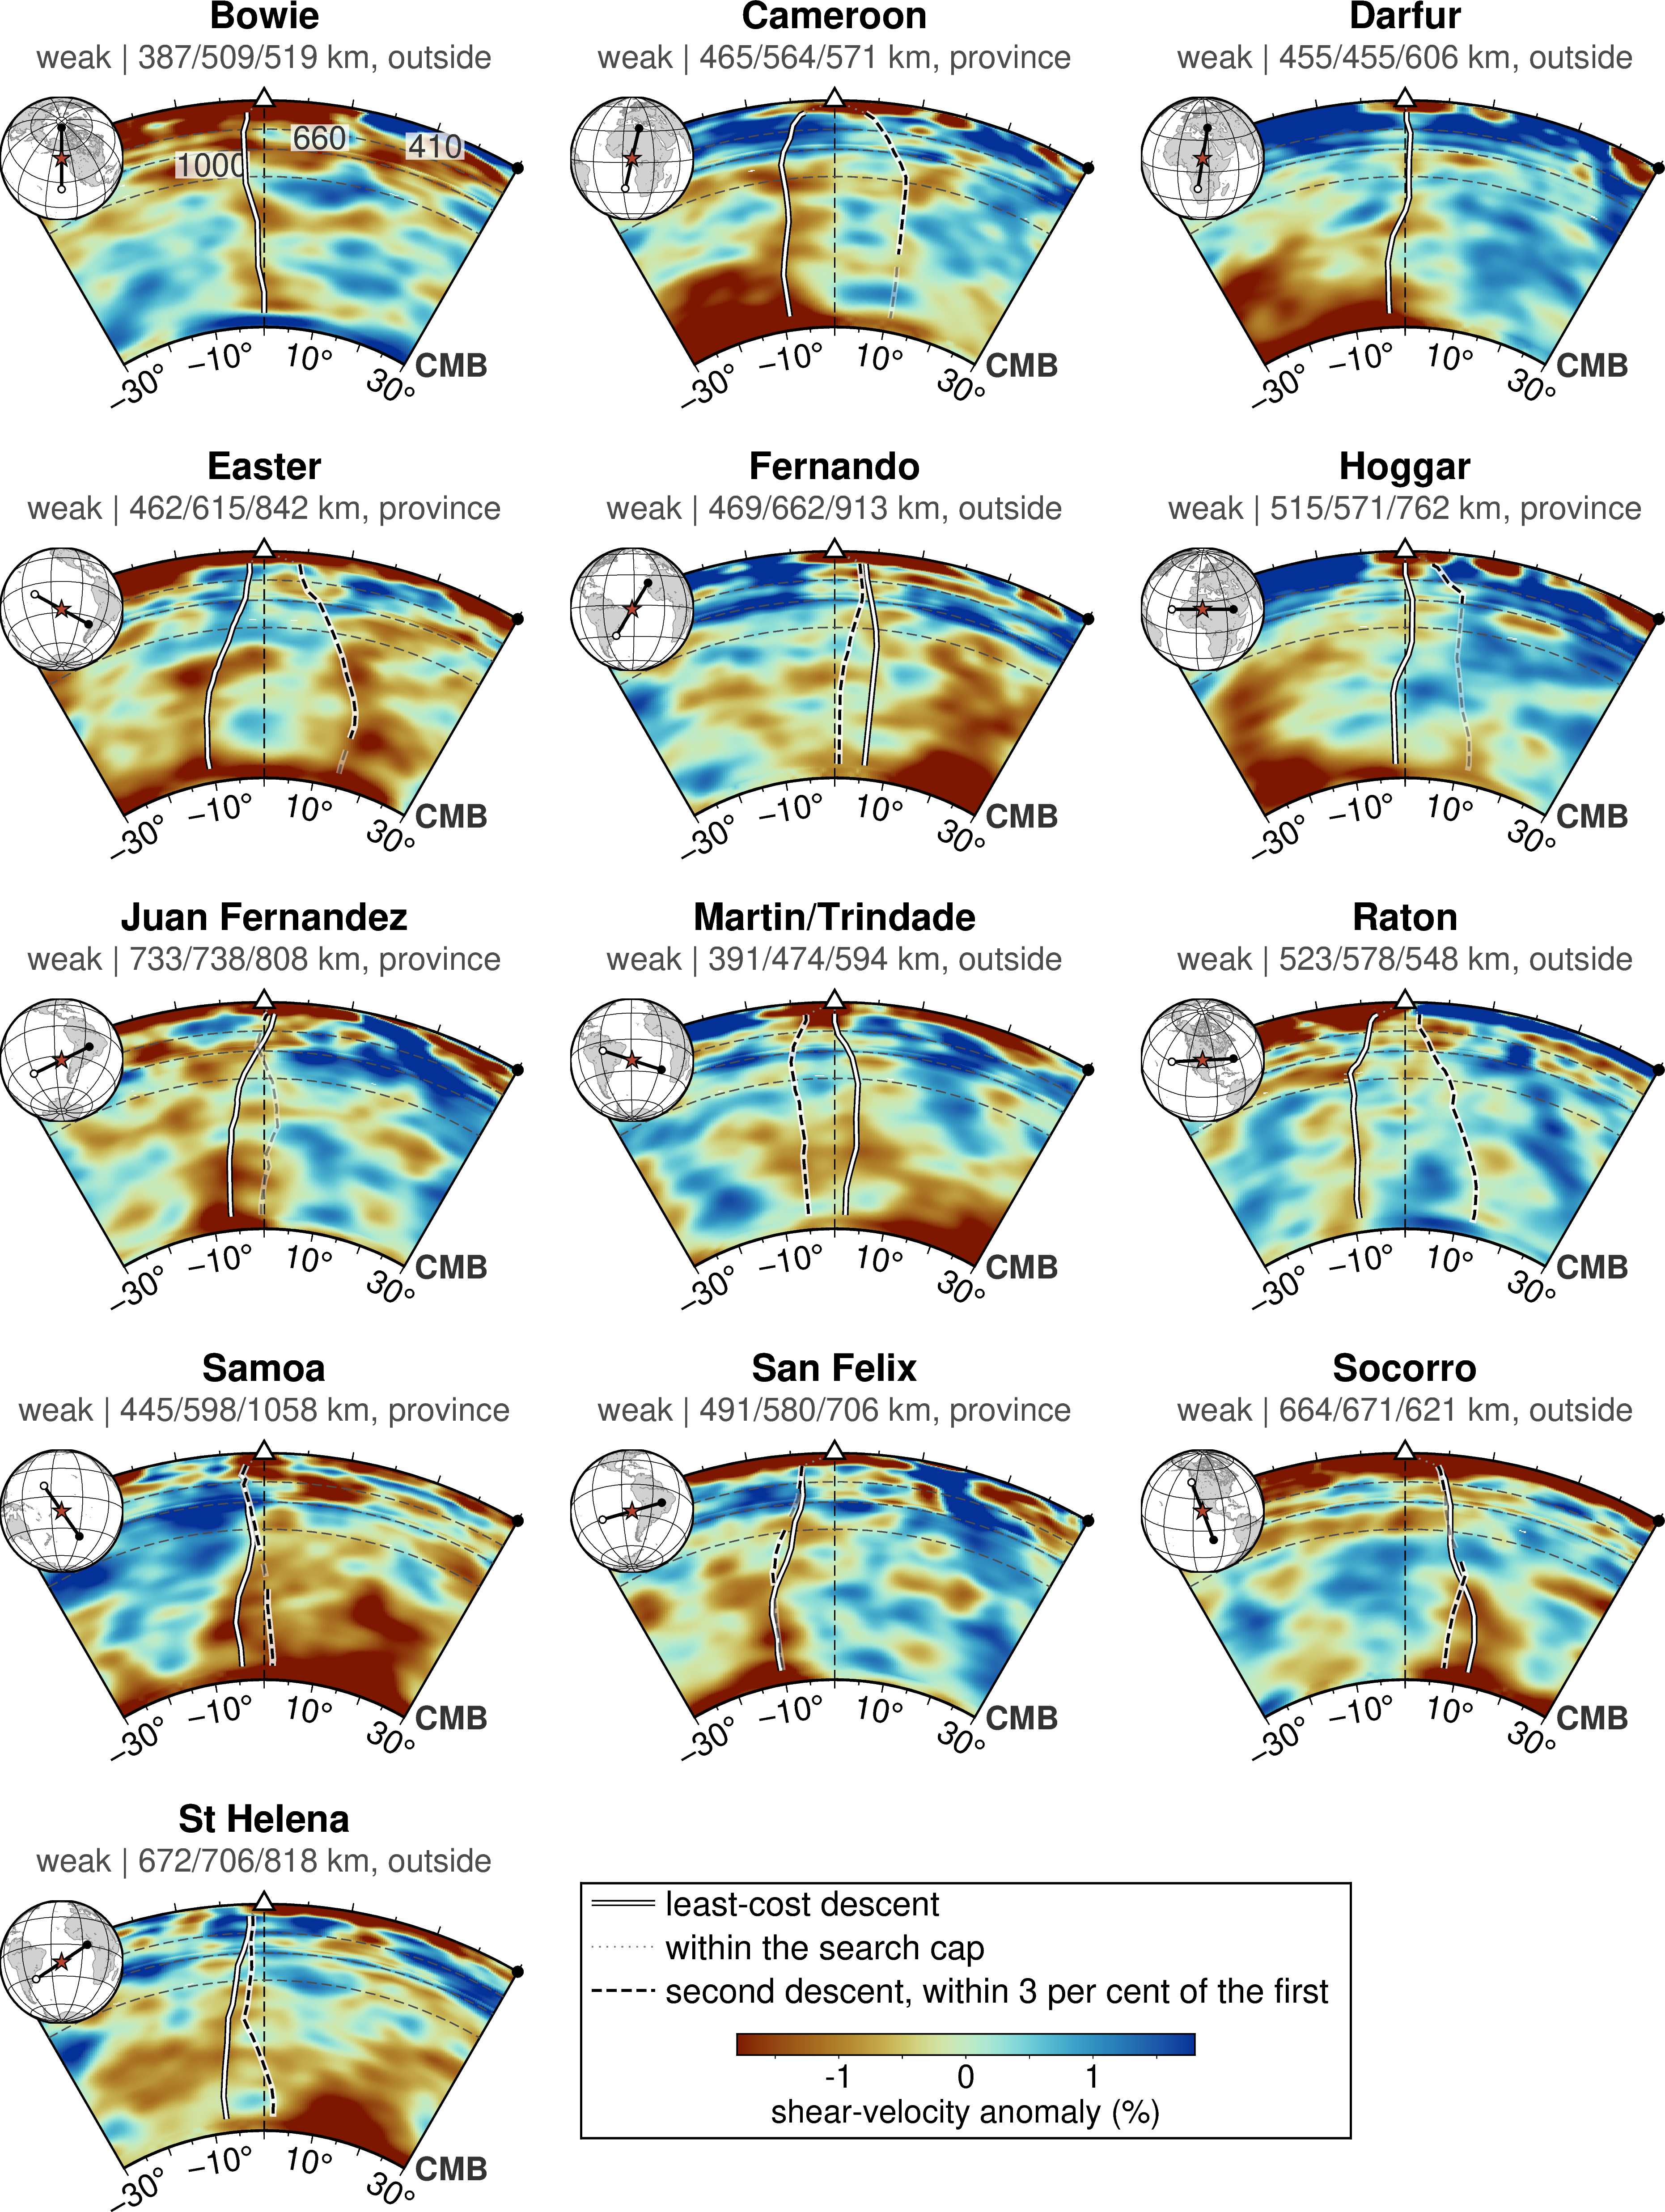 Bowie
weak | 387/509/519 km, outside
1000
660
410
−30°
−10°
10°
30°
CMB
Cameroon
weak | 465/564/571 km, province
−30°
−10°
10°
30°
CMB
Darfur
weak | 455/455/606 km, outside
−30°
−10°
10°
30°
CMB
Easter
weak | 462/615/842 km, province
−30°
−10°
10°
30°
CMB
Fernando
weak | 469/662/913 km, outside
−30°
−10°
10°
30°
CMB
Hoggar
weak | 515/571/762 km, province
−30°
−10°
10°
30°
CMB
Juan Fernandez
weak | 733/738/808 km, province
−30°
−10°
10°
30°
CMB
Martin/Trindade
weak | 391/474/594 km, outside
−30°
−10°
10°
30°
CMB
Raton
weak | 523/578/548 km, outside
−30°
−10°
10°
30°
CMB
Samoa
weak | 445/598/1058 km, province
−30°
−10°
10°
30°
CMB
San Felix
weak | 491/580/706 km, province
−30°
−10°
10°
30°
CMB
Socorro
weak | 664/671/621 km, outside
−30°
−10°
10°
30°
CMB
St Helena
weak | 672/706/818 km, outside
−30°
−10°
10°
30°
CMB
least-cost descent
within the search cap
second descent, within 3 per cent of the first
-1 0 1
shear-velocity anomaly (%)